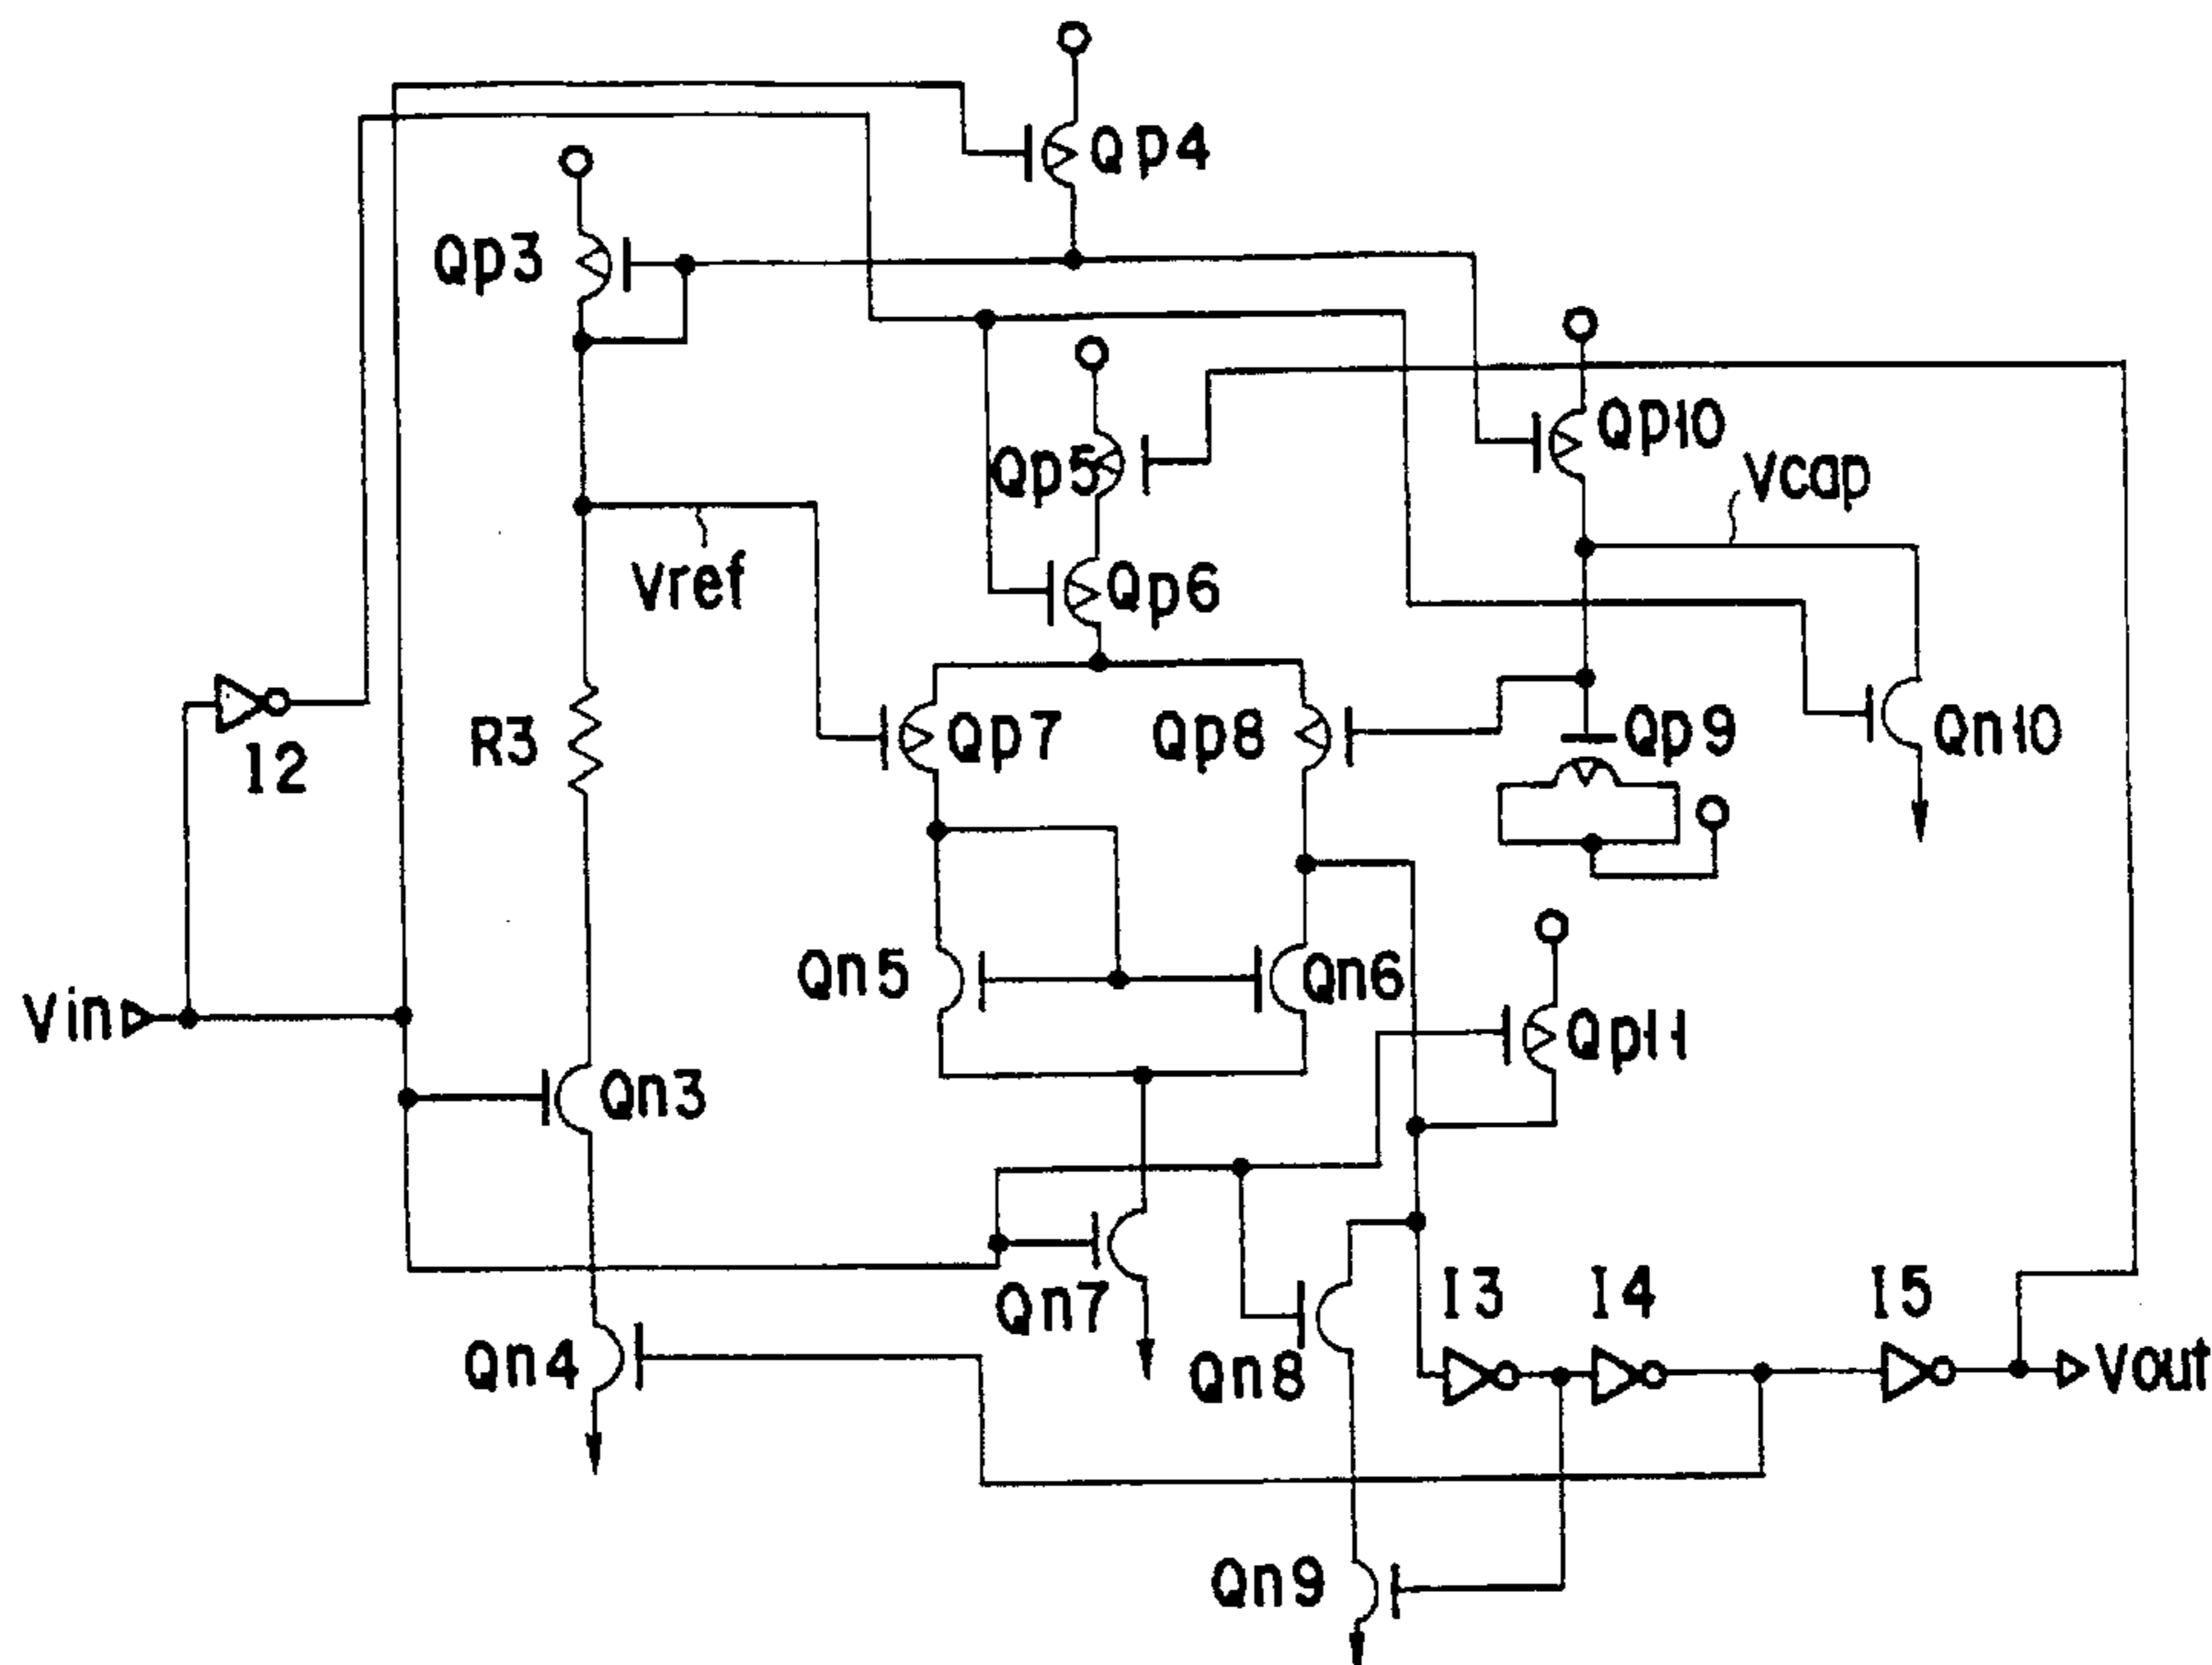 Qp4
Qp3
Qp10
Qp5
Vcap
Vref
Qp6
I2
R3
Qp7
Qp8
Qp9
Qn10
Vin
Qn5
Qn6
Qp11
Qn3
Qn7
I3
I4
I5
Qn4
Qn8
Vout
Qn9